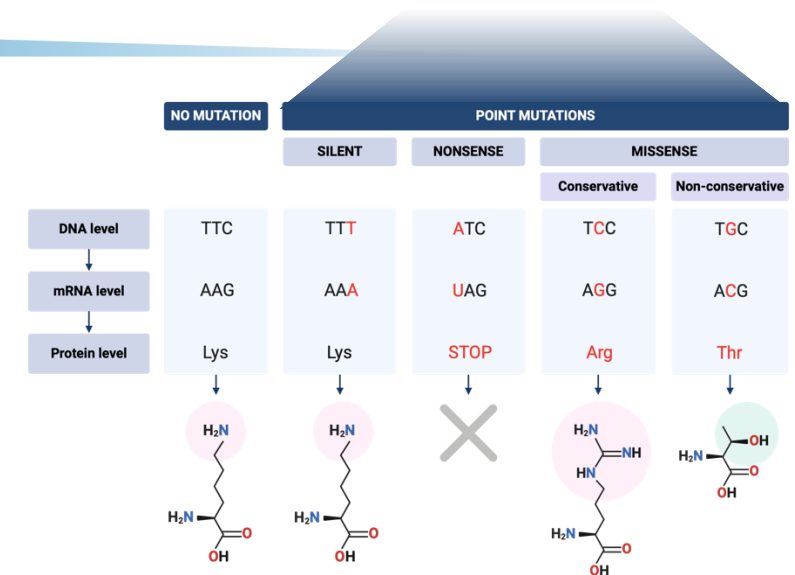 NO MUTATION
POINT MUTATIONS
SILENT
NONSENSE
MISSENSE
Conservative
Non-conservative
DNA level
TTC
TTT
ATC
TCC
TGC
mRNA level
AAG
AAA
UAG
AGG
ACG
Protein level
Lys
Lys
STOP
Arg
Thr
H₂N
H₂N
H₂N
NH
HN
OH
H₂N
OH
O
H₂N
O
OH
H₂N
O
OH
H₂N
O
OH